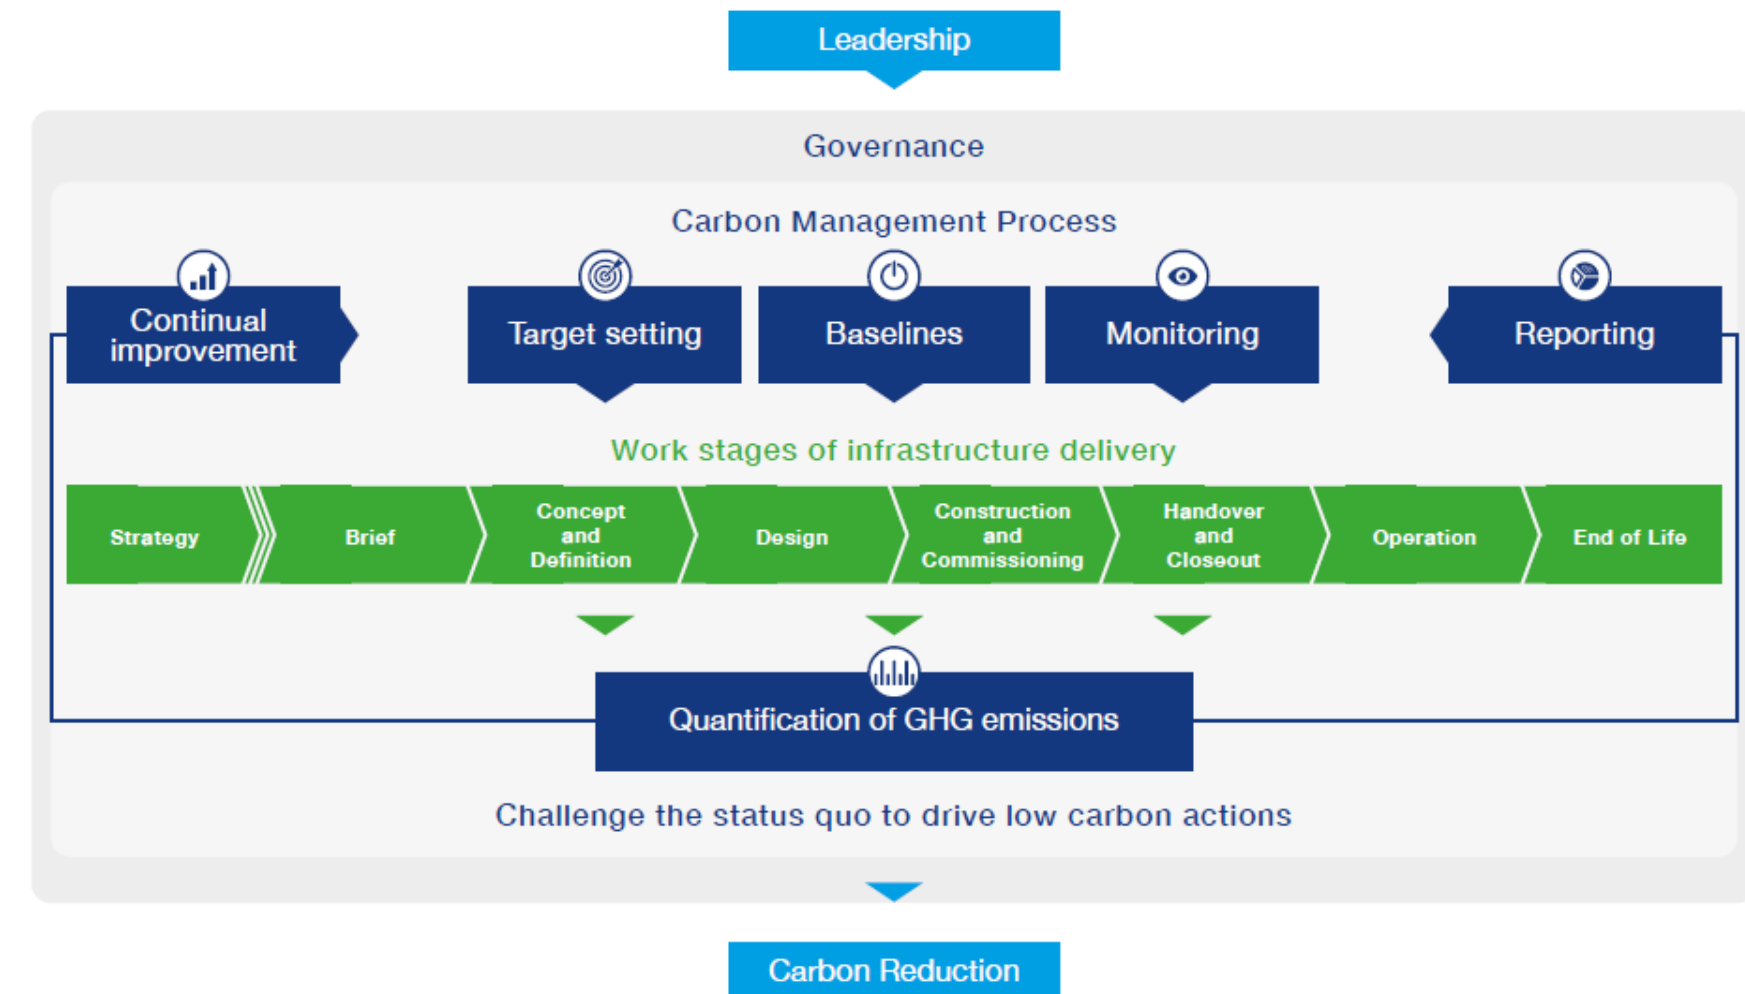 Leadership
Governance
Carbon Management Process
Continual
improvement
Target setting
Baselines
Monitoring
Reporting
Work stages of infrastructure delivery
Strategy
Brief
Concept
and
Definition
Design
Construction
and
Commissioning
Handover
and
Closeout
Operation
End of Life
Quantification of GHG emissions
Challenge the status quo to drive low carbon actions
Carbon Reduction